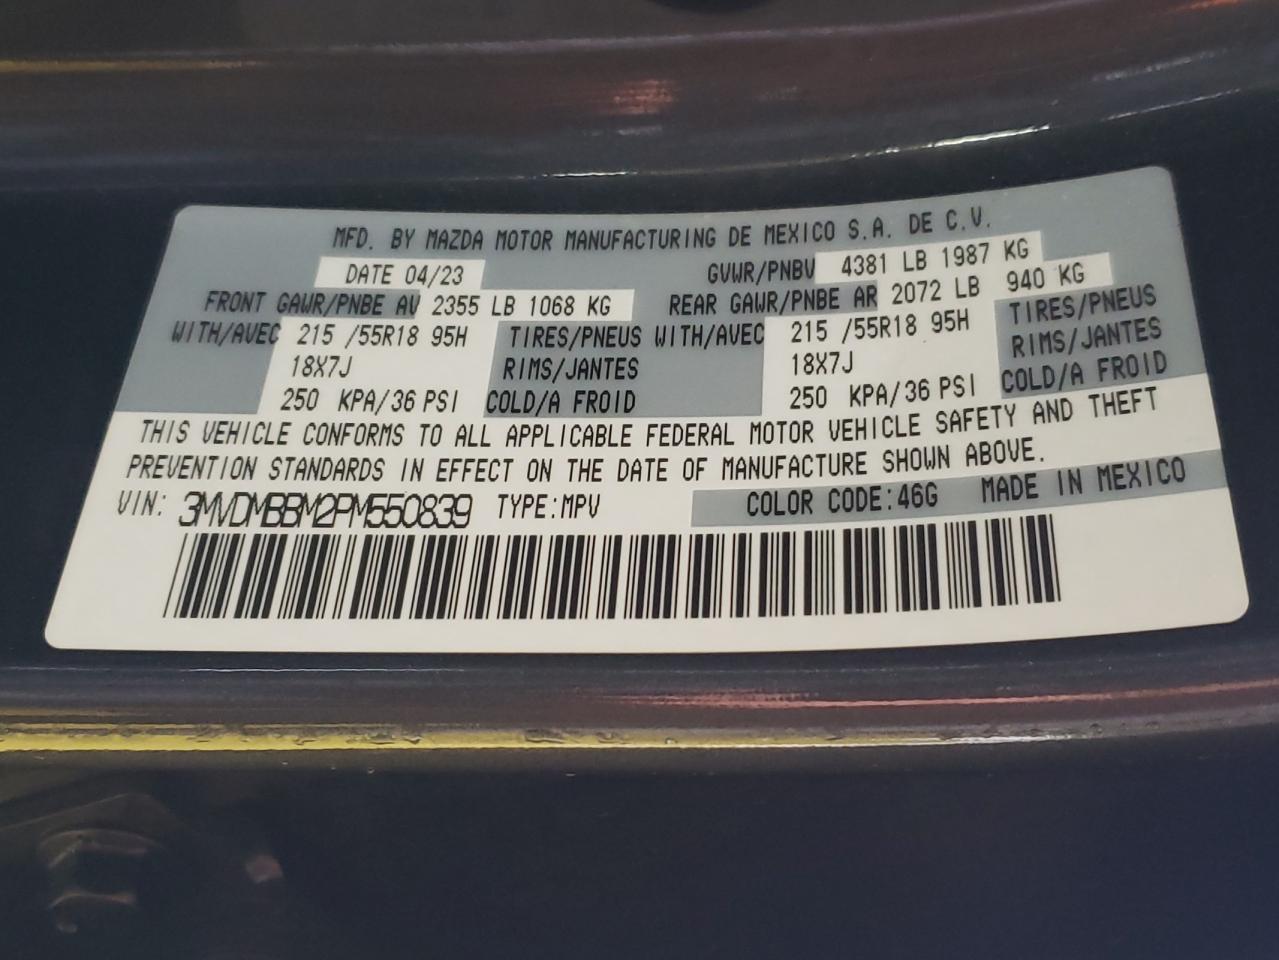 MFD. BY MAZDA MOTOR MANUFACTURING DE MEXICO S.A. DE C.V.
DATE 04/23 GVWR/PNBV 4381 LB 1987 KG
FRONT GAWR/PNBE AV 2355 LB 1068 KG REAR GAWR/PNBE AR 2072 LB 940 KG
WITH/AVEC 215 /55R18 95H TIRES/PNEUS WITH/AVEC 215 /55R18 95H TIRES/PNEUS
18X7J RIMS/JANTES 18X7J RIMS/JANTES
250 KPA/36 PSI COLD/A FROID 250 KPA/36 PSI COLD/A FROID
THIS VEHICLE CONFORMS TO ALL APPLICABLE FEDERAL MOTOR VEHICLE SAFETY AND THEFT
PREVENTION STANDARDS IN EFFECT ON THE DATE OF MANUFACTURE SHOWN ABOVE.
VIN: 3MVDMBBM2PM550839 TYPE:MPV COLOR CODE:46G MADE IN MEXICO